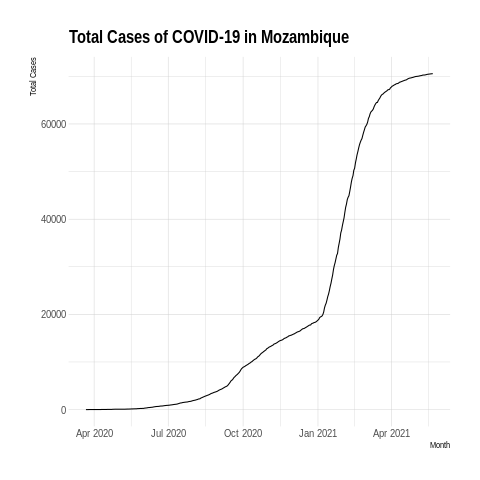 Total Cases of COVID-19 in Mozambique
Total Cases
60000
40000
20000
0
Apr 2020 Jul 2020 Oct 2020 Jan 2021 Apr 2021
Month